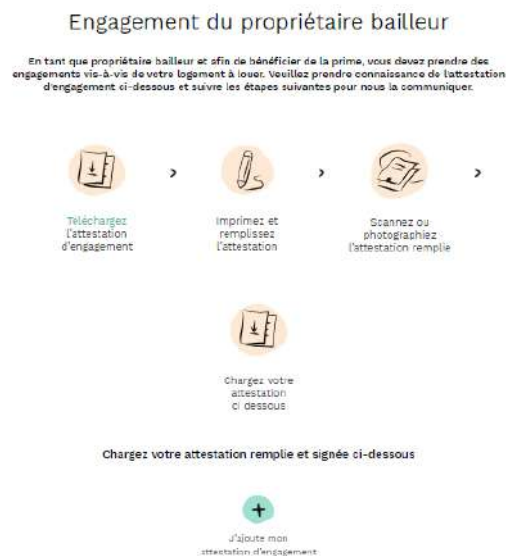 Engagement du propriétaire bailleur
En tant que propriétaire bailleur et afin de bénéficier de la prime, vous devez prendre des
engagements vis-à-vis de votre logement à louer. Veuillez prendre connaissance de l'attestation
d'engagement ci-dessous et suivre les étapes suivantes pour nous la communiquer.
Téléchargez
l'attestation
d'engagement
Imprimez et
remplissez
l'attestation
Scannez ou
photographiez
l'attestation remplie
Chargez votre
attestation
ci dessous
Chargez votre attestation remplie et signée ci-dessous
J'ajoute mon
attestation d'engagement